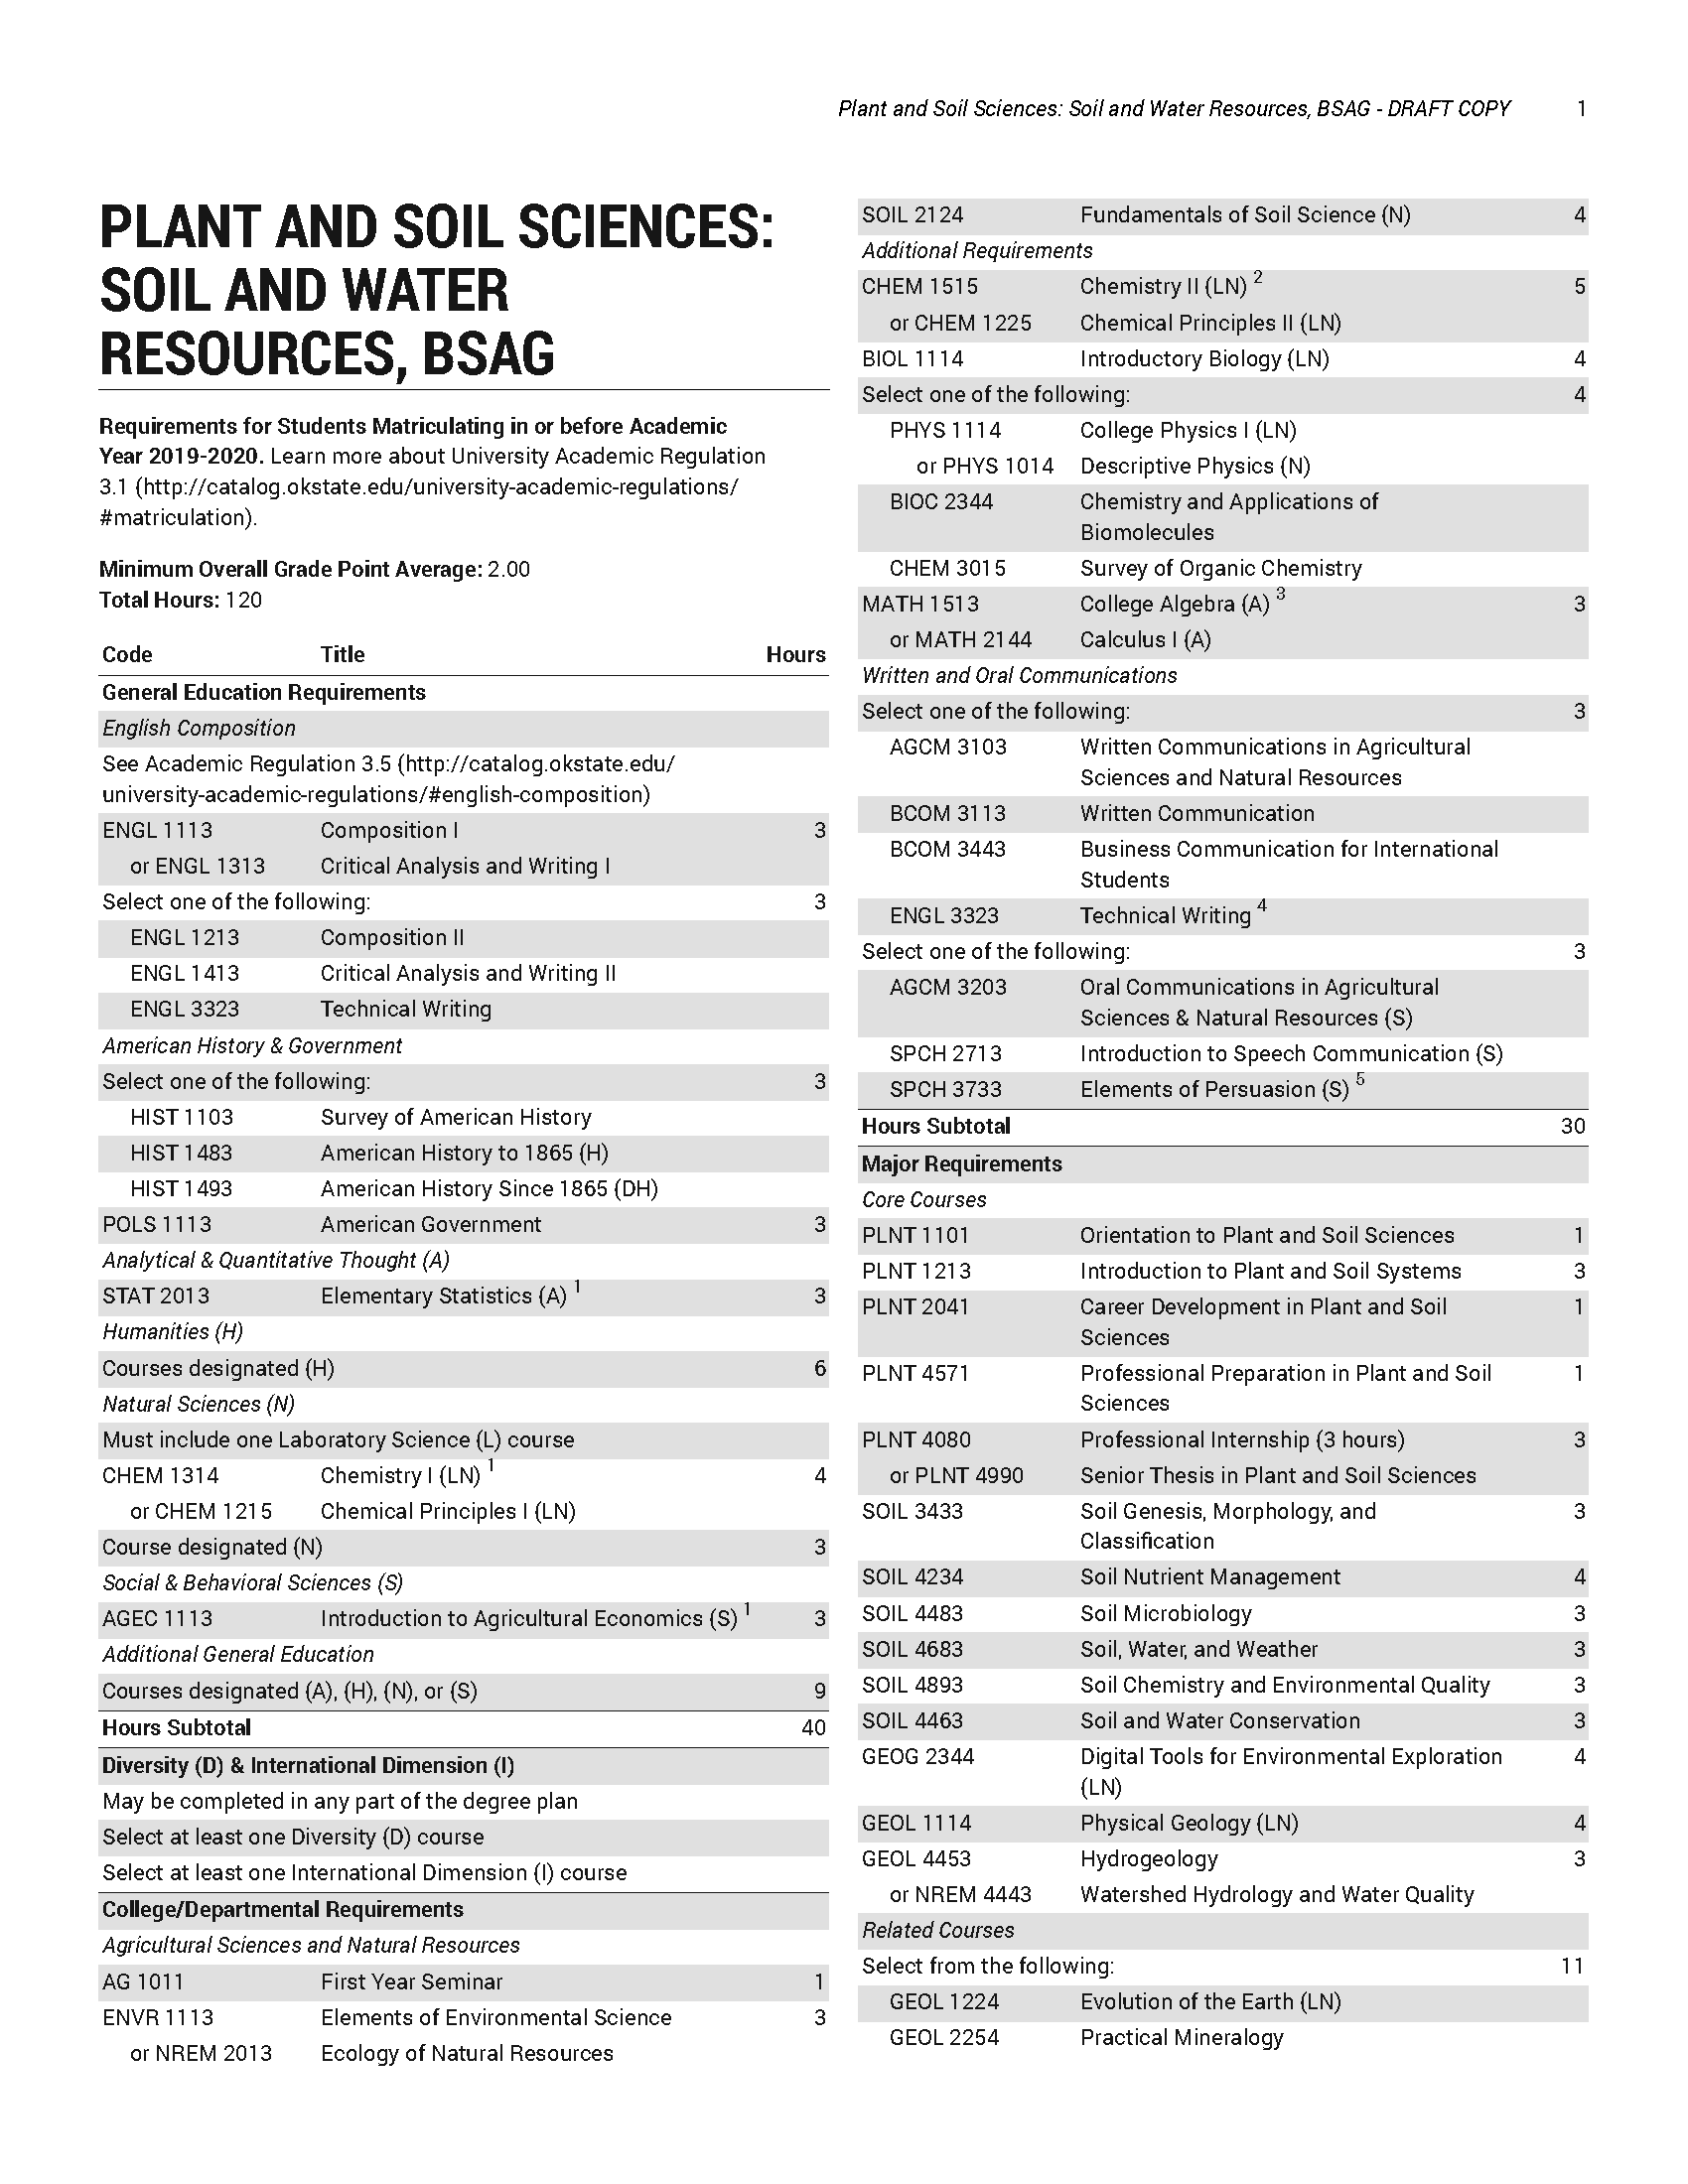 Plant and Soil Sciences: Soil and Water Resources, BSAG - DRAFT COPY 1
PLANT AND SOIL SCIENCES:
SOIL AND WATER
RESOURCES, BSAG
Requirements for Students Matriculating in or before Academic
Year 2019-2020. Learn more about University Academic Regulation
3.1 (http://catalog.okstate.edu/university-academic-regulations/
#matriculation).
Minimum Overall Grade Point Average: 2.00
Total Hours: 120
Code Title Hours
General Education Requirements
English Composition
See Academic Regulation 3.5 (http://catalog.okstate.edu/
university-academic-regulations/#english-composition)
ENGL 1113 Composition I 3
or ENGL 1313 Critical Analysis and Writing I
Select one of the following: 3
ENGL 1213 Composition II
ENGL 1413 Critical Analysis and Writing II
ENGL 3323 Technical Writing
American History & Government
Select one of the following: 3
HIST 1103 Survey of American History
HIST 1483 American History to 1865 (H)
HIST 1493 American History Since 1865 (DH)
POLS 1113 American Government 3
Analytical & Quantitative Thought (A)
STAT 2013 Elementary Statistics (A) 1 3
Humanities (H)
Courses designated (H) 6
Natural Sciences (N)
Must include one Laboratory Science (L) course
CHEM 1314 Chemistry I (LN) 1 4
or CHEM 1215 Chemical Principles I (LN)
Course designated (N) 3
Social & Behavioral Sciences (S)
AGEC 1113 Introduction to Agricultural Economics (S) 1 3
Additional General Education
Courses designated (A), (H), (N), or (S) 9
Hours Subtotal 40
Diversity (D) & International Dimension (I)
May be completed in any part of the degree plan
Select at least one Diversity (D) course
Select at least one International Dimension (I) course
College/Departmental Requirements
Agricultural Sciences and Natural Resources
AG 1011 First Year Seminar 1
ENVR 1113 Elements of Environmental Science 3
or NREM 2013 Ecology of Natural Resources
SOIL 2124 Fundamentals of Soil Science (N) 4
Additional Requirements
CHEM 1515 Chemistry II (LN) 2 5
or CHEM 1225 Chemical Principles II (LN)
BIOL 1114 Introductory Biology (LN) 4
Select one of the following: 4
PHYS 1114 College Physics I (LN)
or PHYS 1014 Descriptive Physics (N)
BIOC 2344 Chemistry and Applications of
Biomolecules
CHEM 3015 Survey of Organic Chemistry
MATH 1513 College Algebra (A) 3 3
or MATH 2144 Calculus I (A)
Written and Oral Communications
Select one of the following: 3
AGCM 3103 Written Communications in Agricultural
Sciences and Natural Resources
BCOM 3113 Written Communication
BCOM 3443 Business Communication for International
Students
ENGL 3323 Technical Writing 4
Select one of the following: 3
AGCM 3203 Oral Communications in Agricultural
Sciences & Natural Resources (S)
SPCH 2713 Introduction to Speech Communication (S)
SPCH 3733 Elements of Persuasion (S) 5
Hours Subtotal 30
Major Requirements
Core Courses
PLNT 1101 Orientation to Plant and Soil Sciences 1
PLNT 1213 Introduction to Plant and Soil Systems 3
PLNT 2041 Career Development in Plant and Soil 1
Sciences
PLNT 4571 Professional Preparation in Plant and Soil 1
Sciences
PLNT 4080 Professional Internship (3 hours) 3
or PLNT 4990 Senior Thesis in Plant and Soil Sciences
SOIL 3433 Soil Genesis, Morphology, and 3
Classification
SOIL 4234 Soil Nutrient Management 4
SOIL 4483 Soil Microbiology 3
SOIL 4683 Soil, Water, and Weather 3
SOIL 4893 Soil Chemistry and Environmental Quality 3
SOIL 4463 Soil and Water Conservation 3
GEOG 2344 Digital Tools for Environmental Exploration 4
(LN)
GEOL 1114 Physical Geology (LN) 4
GEOL 4453 Hydrogeology 3
or NREM 4443 Watershed Hydrology and Water Quality
Related Courses
Select from the following: 11
GEOL 1224 Evolution of the Earth (LN)
GEOL 2254 Practical Mineralogy